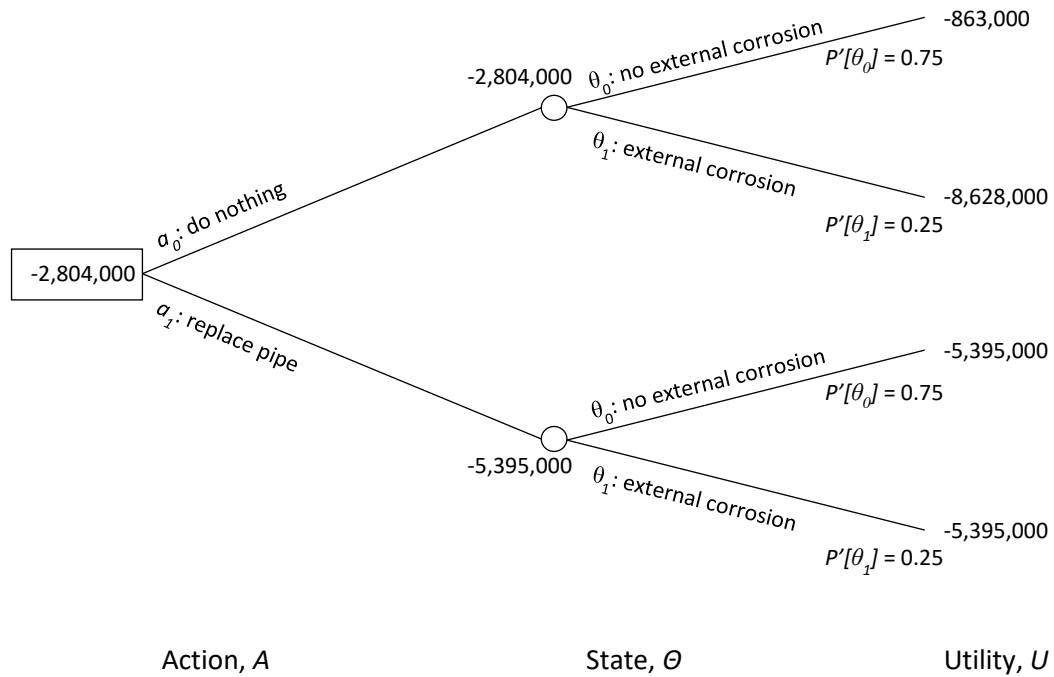 -863,000
θ₀: no external corrosion
P'[θ₀] = 0.75
-2,804,000
θ₁: external corrosion
-8,628,000
P'[θ₁] = 0.25
a₀: do nothing
-2,804,000
a₁: replace pipe
-5,395,000
θ₀: no external corrosion
P'[θ₀] = 0.75
-5,395,000
θ₁: external corrosion
-5,395,000
P'[θ₁] = 0.25
Action, A
State, Θ
Utility, U